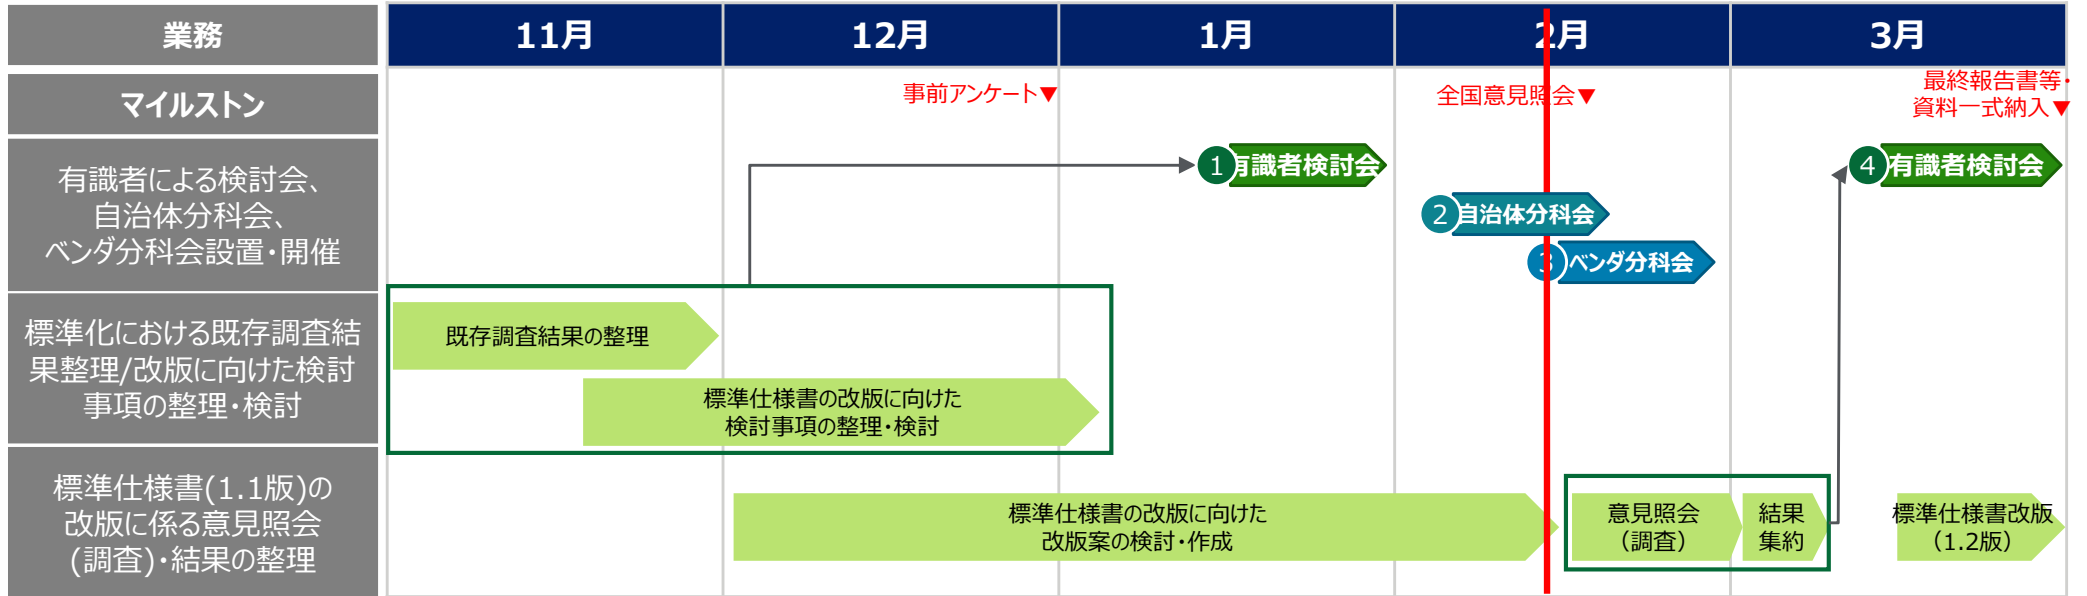 業務
11月
12月
1月
2月
3月
マイルストン
事前アンケート▼
全国意見照会▼
最終報告書等・
資料一式納入▼
有識者による検討会、
自治体分科会、
ベンダ分科会設置・開催
1 有識者検討会
2 自治体分科会
3 ベンダ分科会
4 有識者検討会
標準化における既存調査結
果整理/改版に向けた検討
事項の整理・検討
既存調査結果の整理
標準仕様書の改版に向けた
検討事項の整理・検討
標準仕様書(1.1版)の
改版に係る意見照会
(調査)・結果の整理
標準仕様書の改版に向けた
改版案の検討・作成
意見照会
（調査）
結果
集約
標準仕様書改版
（1.2版）